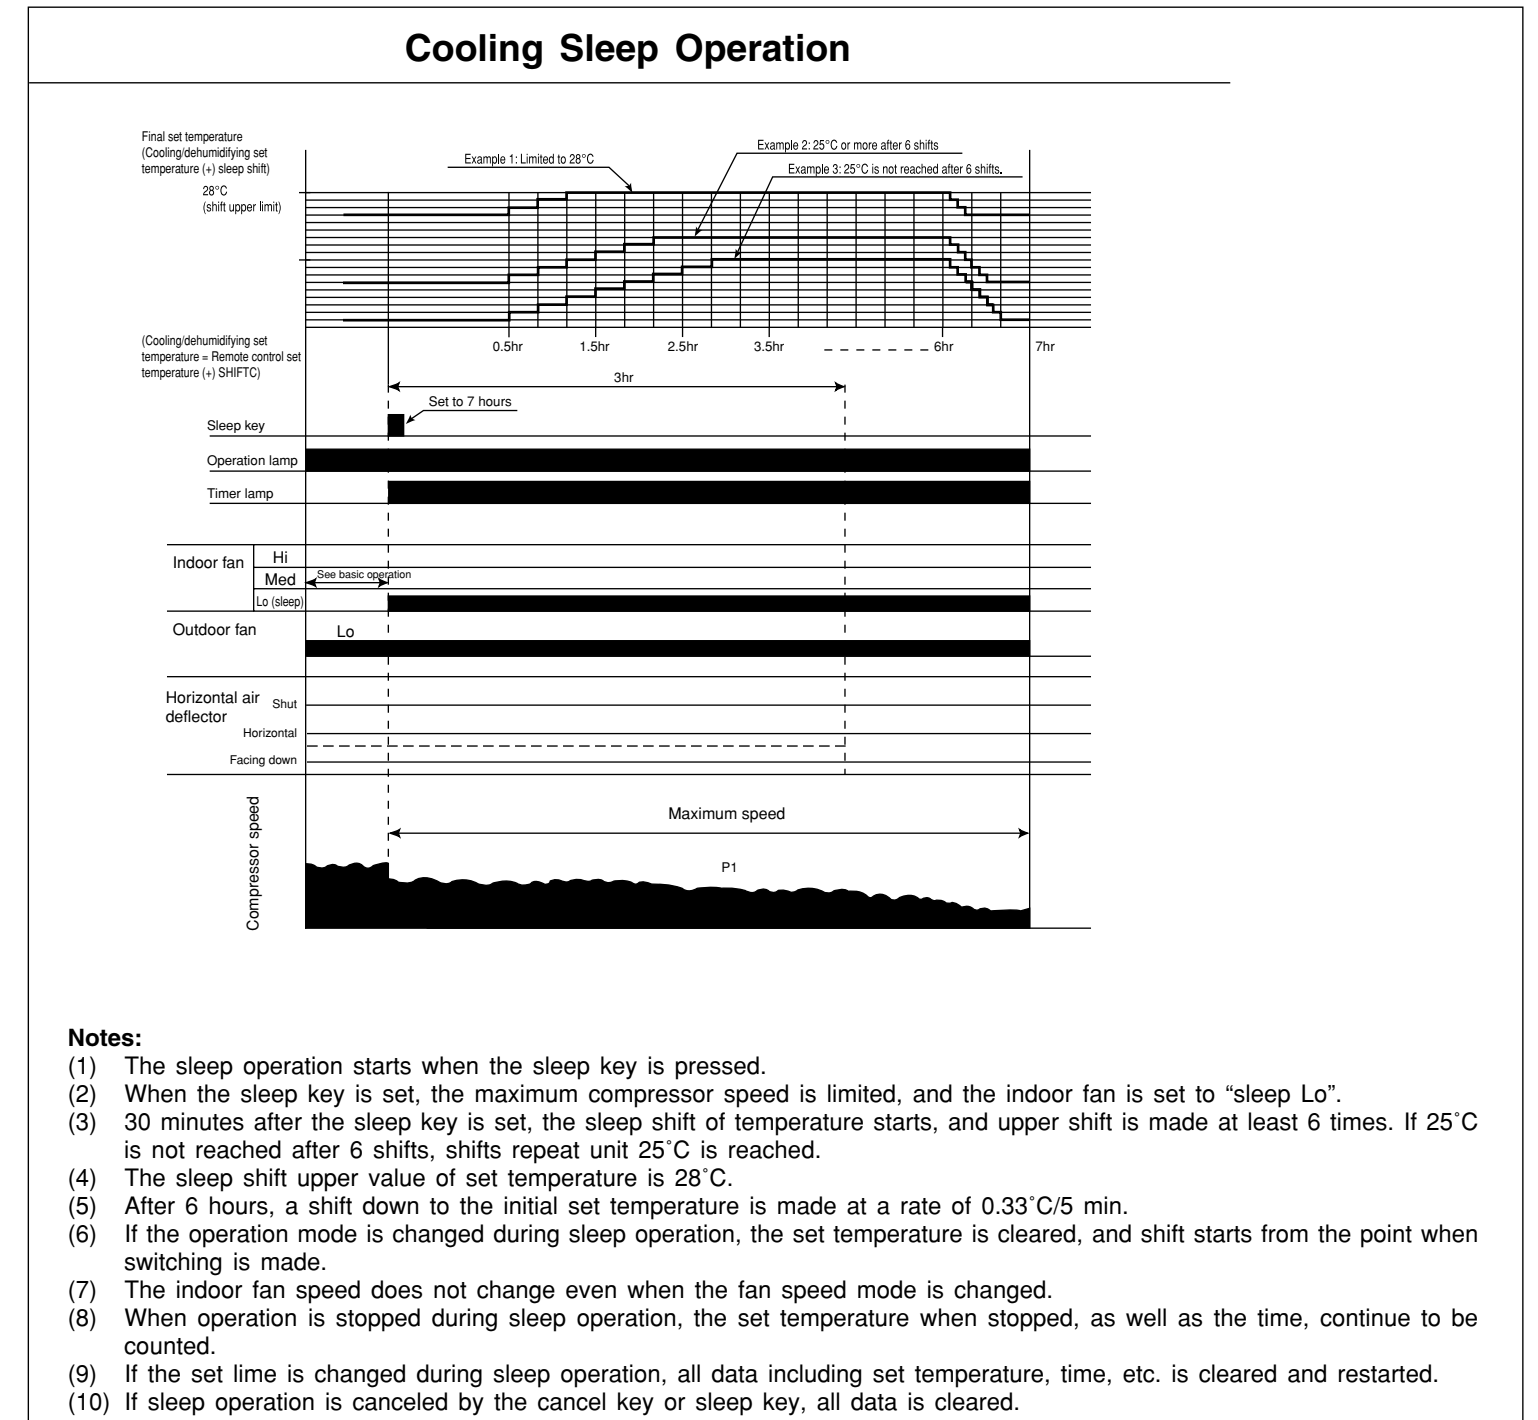 Cooling Sleep Operation
Final set temperature
(Cooling/dehumidifying set
temperature (+) sleep shift)
28°C
(shift upper limit)
Example 1: Limited to 28°C
Example 2: 25°C or more after 6 shifts
Example 3: 25°C is not reached after 6 shifts.
(Cooling/dehumidifying set
temperature = Remote control set
temperature (+) SHIFTC)
0.5hr 1.5hr 2.5hr 3.5hr 6hr 7hr
3hr
Set to 7 hours
Sleep key
Operation lamp
Timer lamp
Indoor fan
Hi
Med
See basic operation
Lo (sleep)
Outdoor fan
Lo
Horizontal air
deflector
Shut
Horizontal
Facing down
Compressor speed
Maximum speed
P1
Notes:
(1) The sleep operation starts when the sleep key is pressed.
(2) When the sleep key is set, the maximum compressor speed is limited, and the indoor fan is set to “sleep Lo”.
(3) 30 minutes after the sleep key is set, the sleep shift of temperature starts, and upper shift is made at least 6 times. If 25˚C
is not reached after 6 shifts, shifts repeat unit 25˚C is reached.
(4) The sleep shift upper value of set temperature is 28˚C.
(5) After 6 hours, a shift down to the initial set temperature is made at a rate of 0.33˚C/5 min.
(6) If the operation mode is changed during sleep operation, the set temperature is cleared, and shift starts from the point when
switching is made.
(7) The indoor fan speed does not change even when the fan speed mode is changed.
(8) When operation is stopped during sleep operation, the set temperature when stopped, as well as the time, continue to be
counted.
(9) If the set lime is changed during sleep operation, all data including set temperature, time, etc. is cleared and restarted.
(10) If sleep operation is canceled by the cancel key or sleep key, all data is cleared.